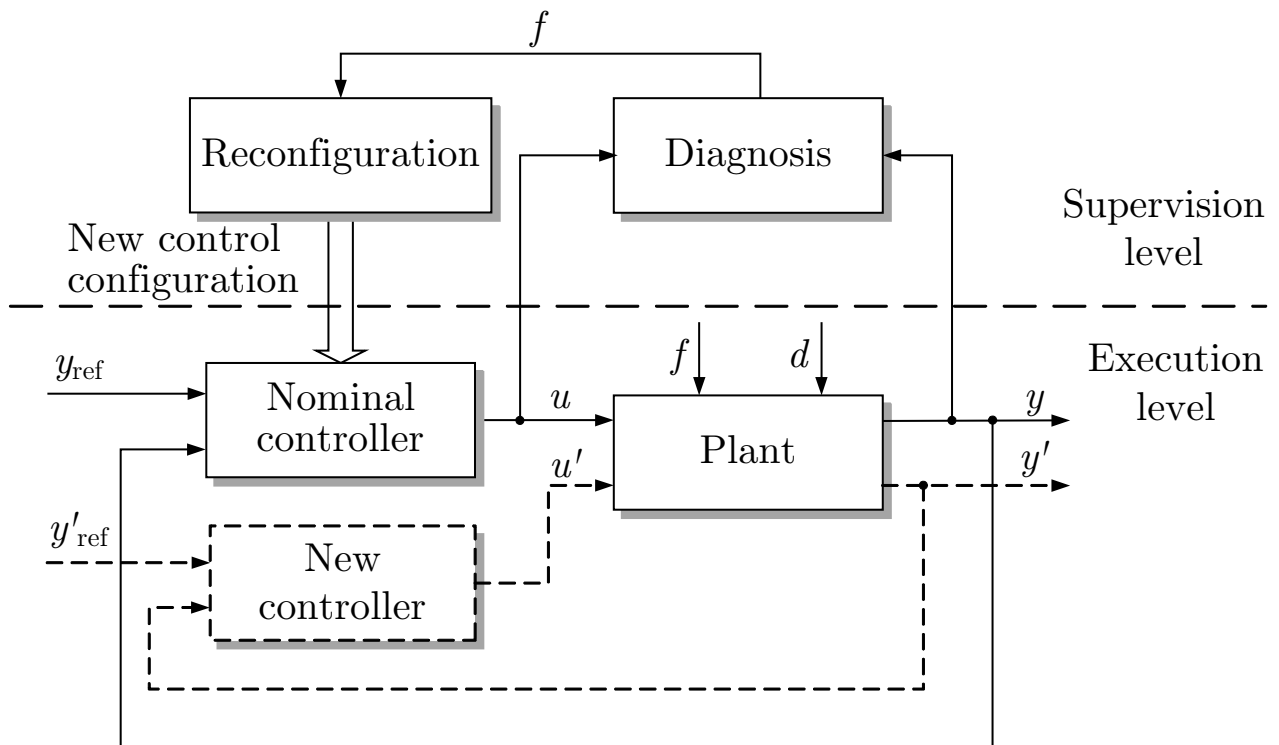 f
Reconfiguration
Diagnosis
New control
configuration
Supervision
level
y_ref
Nominal
controller
u
f
d
Plant
y
Execution
level
u′
y′
y′_ref
New
controller